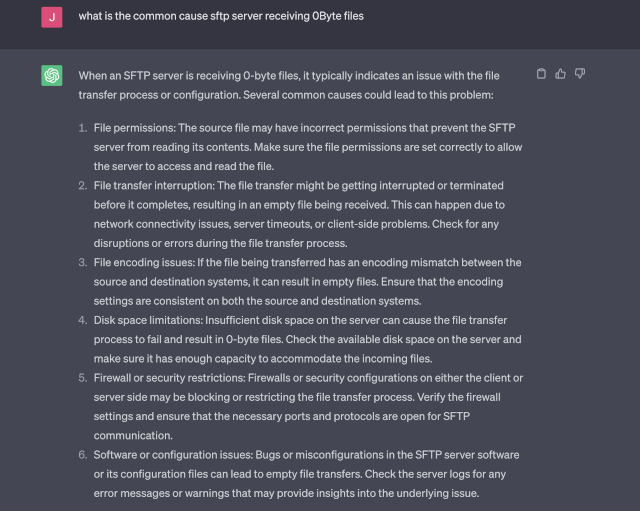 J
what is the common cause sftp server receiving 0Byte files
When an SFTP server is receiving 0-byte files, it typically indicates an issue with the file
transfer process or configuration. Several common causes could lead to this problem:
1. File permissions: The source file may have incorrect permissions that prevent the SFTP
server from reading its contents. Make sure the file permissions are set correctly to allow
the server to access and read the file.
2. File transfer interruption: The file transfer might be getting interrupted or terminated
before it completes, resulting in an empty file being received. This can happen due to
network connectivity issues, server timeouts, or client-side problems. Check for any
disruptions or errors during the file transfer process.
3. File encoding issues: If the file being transferred has an encoding mismatch between the
source and destination systems, it can result in empty files. Ensure that the encoding
settings are consistent on both the source and destination systems.
4. Disk space limitations: Insufficient disk space on the server can cause the file transfer
process to fail and result in 0-byte files. Check the available disk space on the server and
make sure it has enough capacity to accommodate the incoming files.
5. Firewall or security restrictions: Firewalls or security configurations on either the client or
server side may be blocking or restricting the file transfer process. Verify the firewall
settings and ensure that the necessary ports and protocols are open for SFTP
communication.
6. Software or configuration issues: Bugs or misconfigurations in the SFTP server software
or its configuration files can lead to empty file transfers. Check the server logs for any
error messages or warnings that may provide insights into the underlying issue.